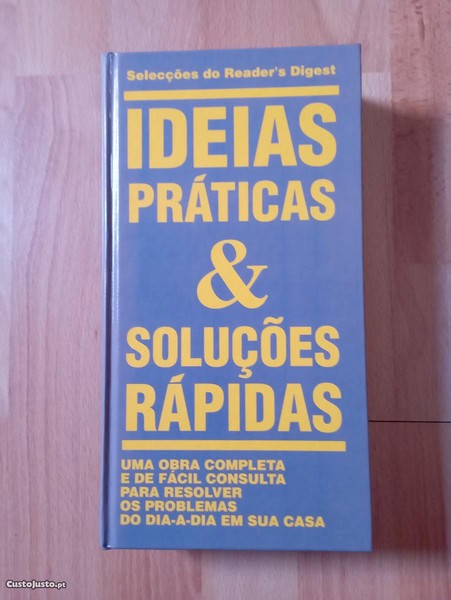 Selecções do Reader's Digest
IDEIAS
PRÁTICAS
&
SOLUÇÕES
RÁPIDAS
UMA OBRA COMPLETA
E DE FÁCIL CONSULTA
PARA RESOLVER
OS PROBLEMAS
DO DIA-A-DIA EM SUA CASA
CustoJusto.pt